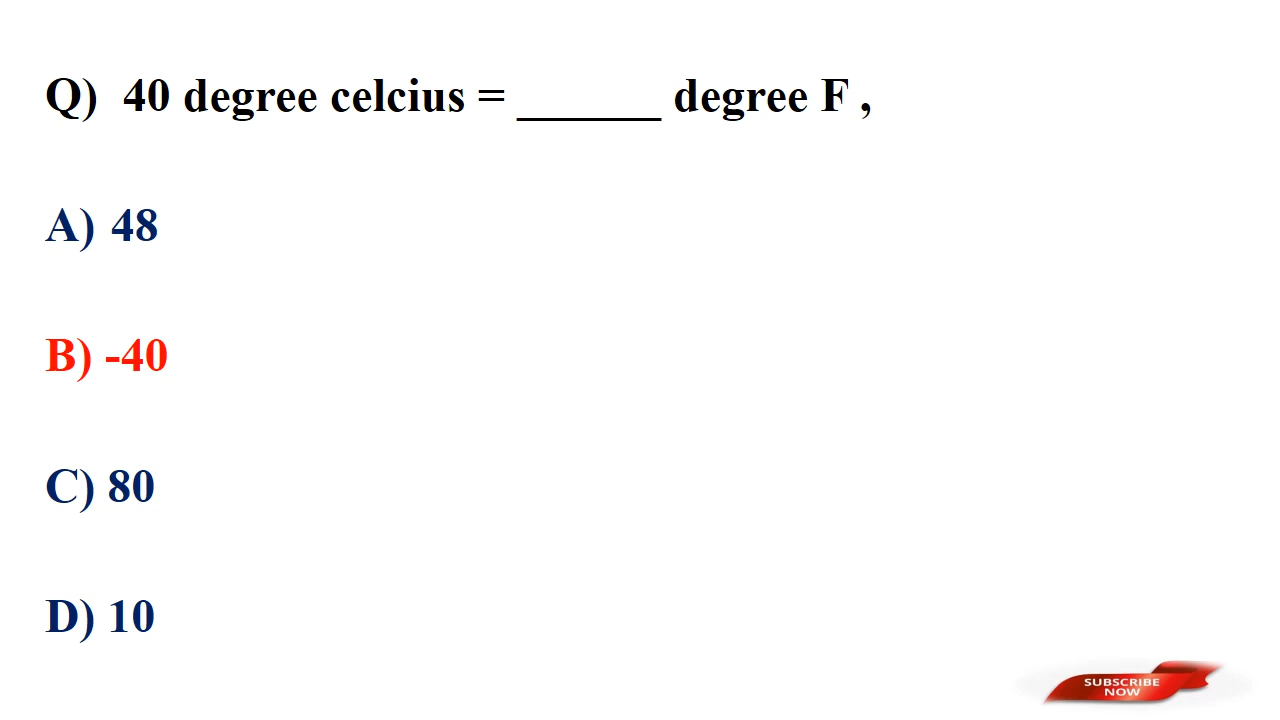 Q) 40 degree celcius = ______ degree F ,
A) 48
B) -40
C) 80
D) 10
SUBSCRIBE
NOW